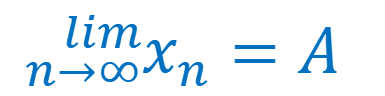 lim
n→∞ xₙ = A